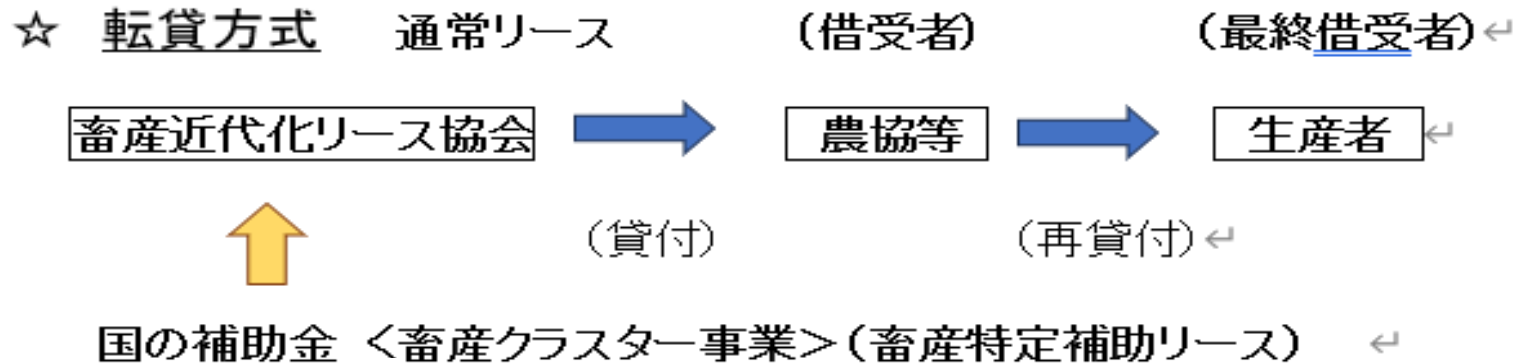 ☆ 転貸方式 通常リース (借受者) (最終借受者)
畜産近代化リース協会 農協等 生産者
(貸付) (再貸付)
国の補助金 <畜産クラスター事業>(畜産特定補助リース)